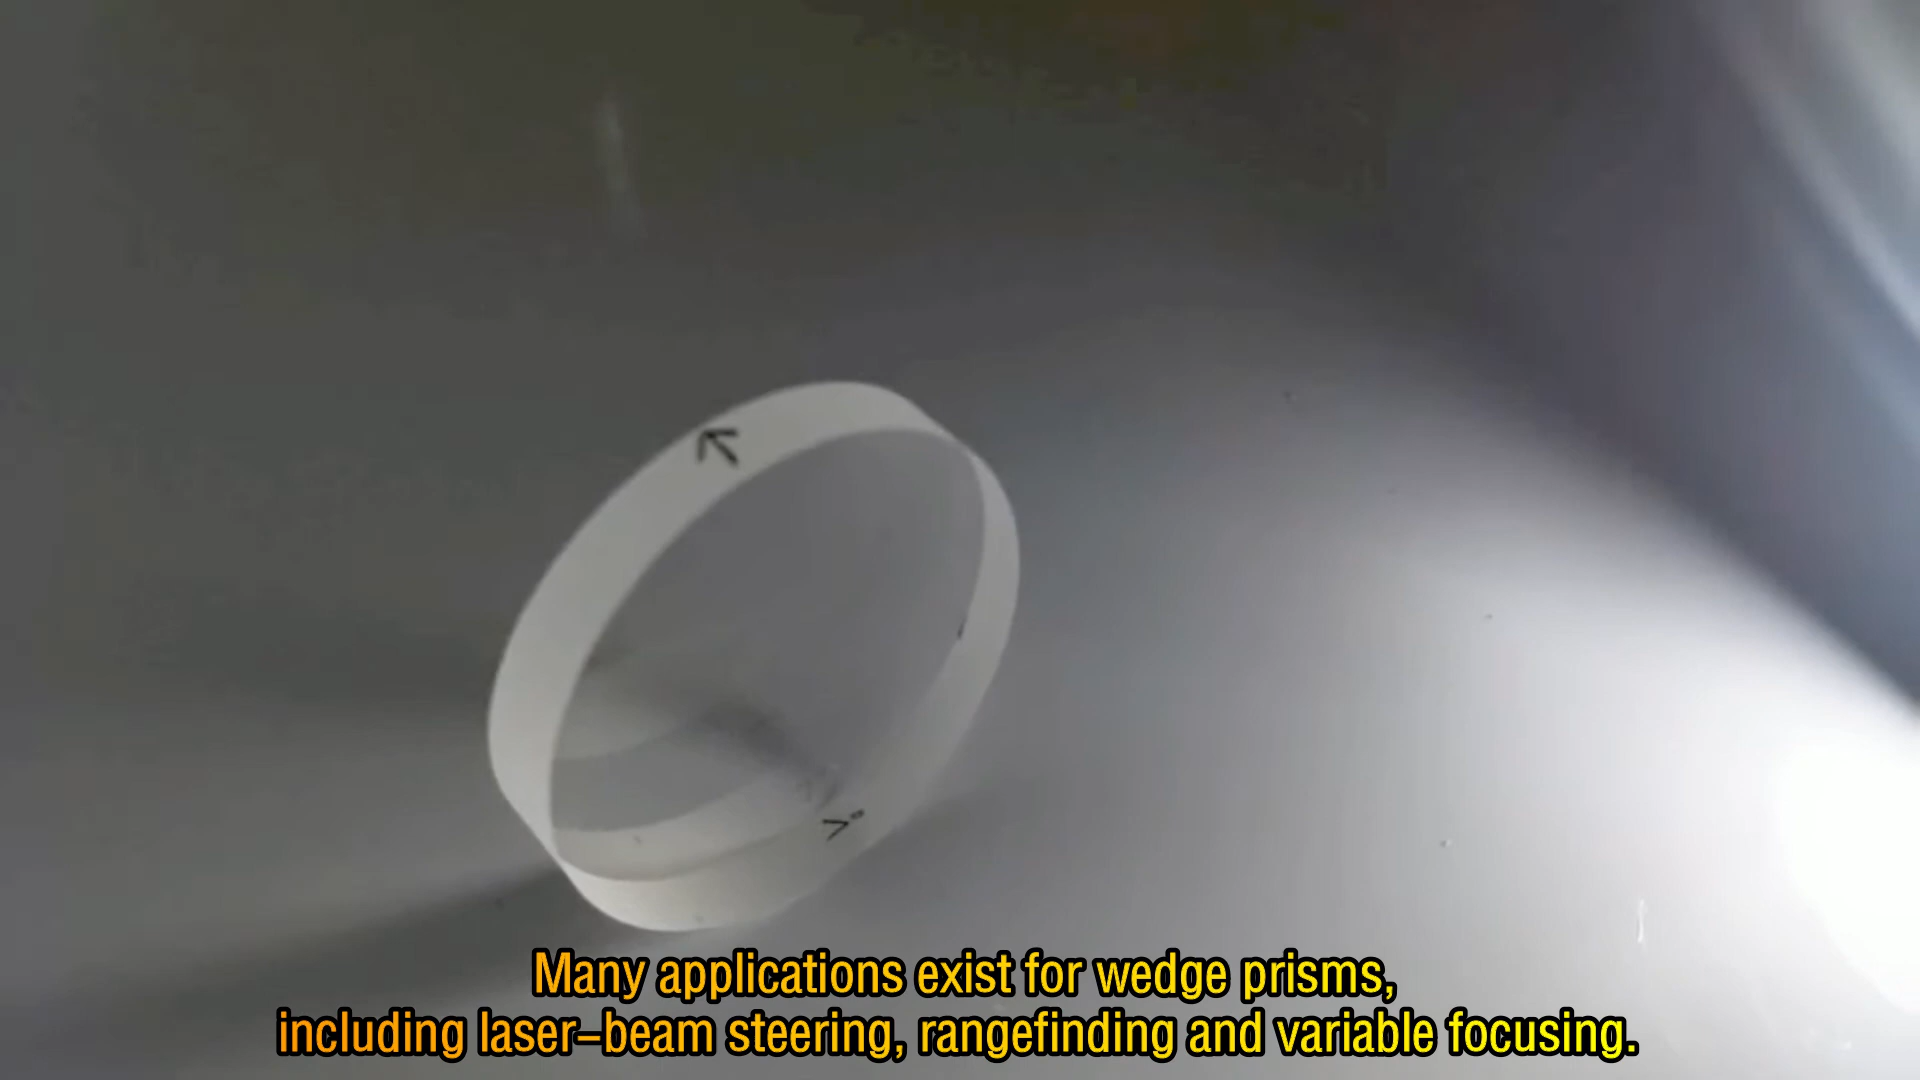 Many applications exist for wedge prisms,
including laser-beam steering, rangefinding and variable focusing.